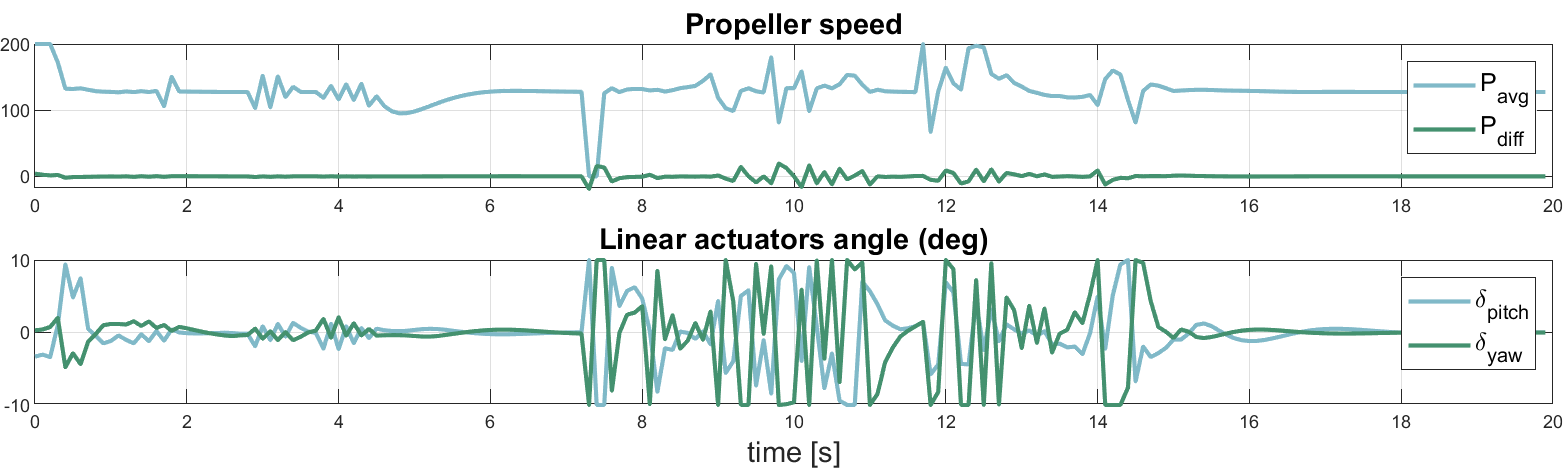 Propeller speed
200
100
0
P_avg
P_diff
0 2 4 6 8 10 12 14 16 18 20
Linear actuators angle (deg)
10
0
-10
δ_pitch
δ_yaw
0 2 4 6 8 10 12 14 16 18 20
time [s]